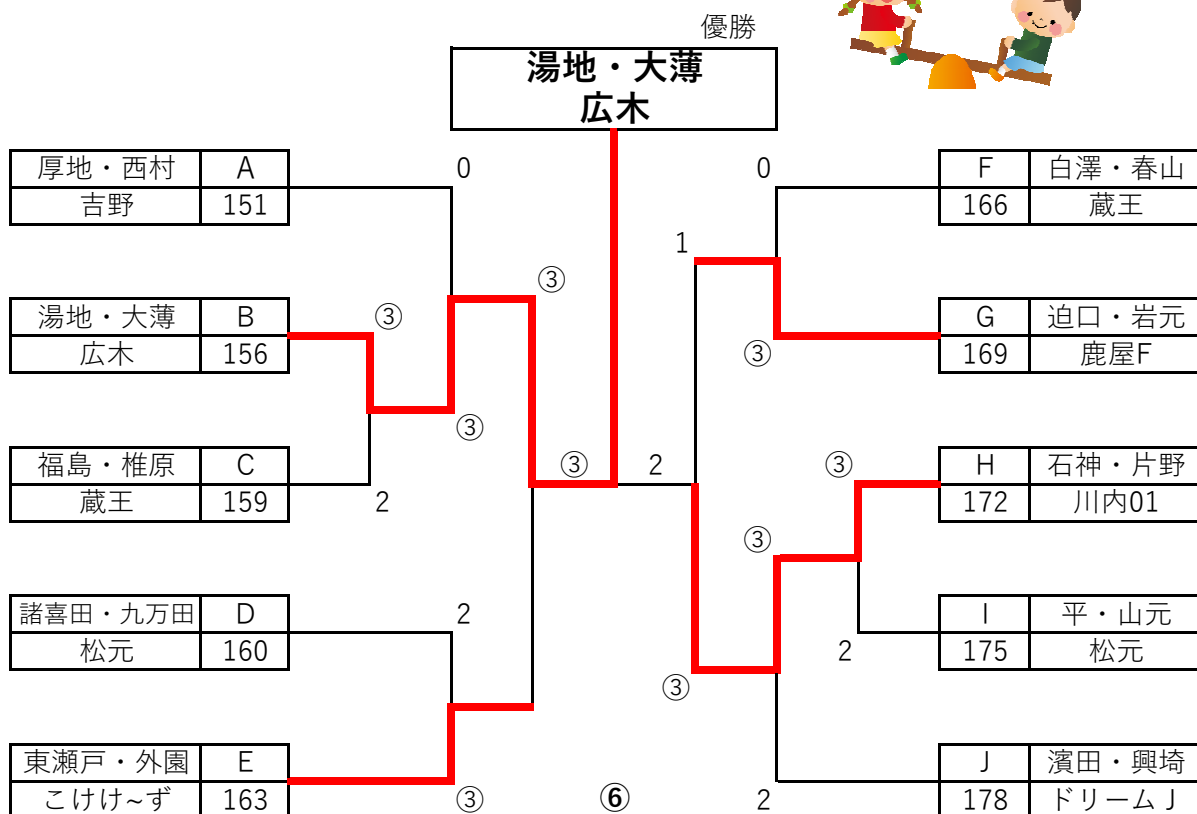 優勝
湯地・大薄
広木
厚地・西村 A 0 0 F 白澤・春山
吉野 151 166 蔵王
1
③
湯地・大薄 B ③ G 迫口・岩元
広木 156 ③ 169 鹿屋F
③
福島・椎原 C ③ 2 ③ H 石神・片野
蔵王 159 2 172 川内01
③
諸喜田・九万田 D 2 I 平・山元
松元 160 2 175 松元
③
東瀬戸・外園 E J 濱田・興埼
こけけ~ず 163 ③ ⑥ 2 178 ドリームJ